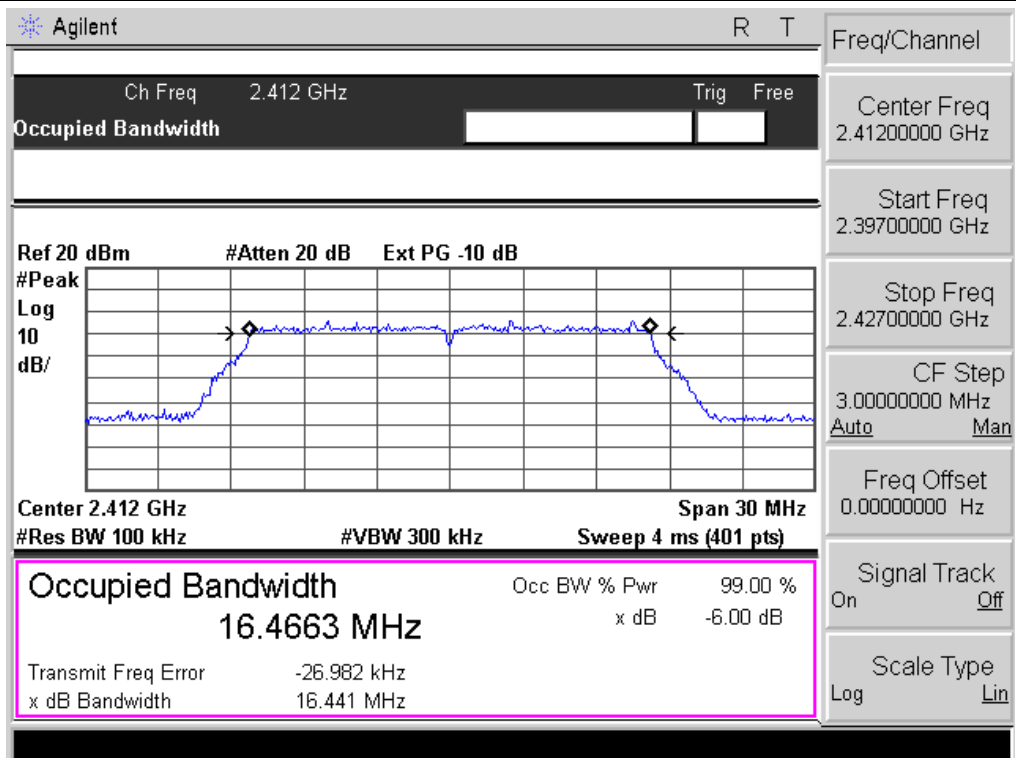 Agilent R T
Ch Freq 2.412 GHz Trig Free
Occupied Bandwidth
Ref 20 dBm #Atten 20 dB Ext PG -10 dB
#Peak
Log
10
dB/
Center 2.412 GHz Span 30 MHz
#Res BW 100 kHz #VBW 300 kHz Sweep 4 ms (401 pts)
Occupied Bandwidth Occ BW % Pwr 99.00 %
16.4663 MHz x dB -6.00 dB
Transmit Freq Error -26.982 kHz
x dB Bandwidth 16.441 MHz
Freq/Channel
Center Freq
2.41200000 GHz
Start Freq
2.39700000 GHz
Stop Freq
2.42700000 GHz
CF Step
3.00000000 MHz
Auto Man
Freq Offset
0.00000000 Hz
Signal Track
On Off
Scale Type
Log Lin